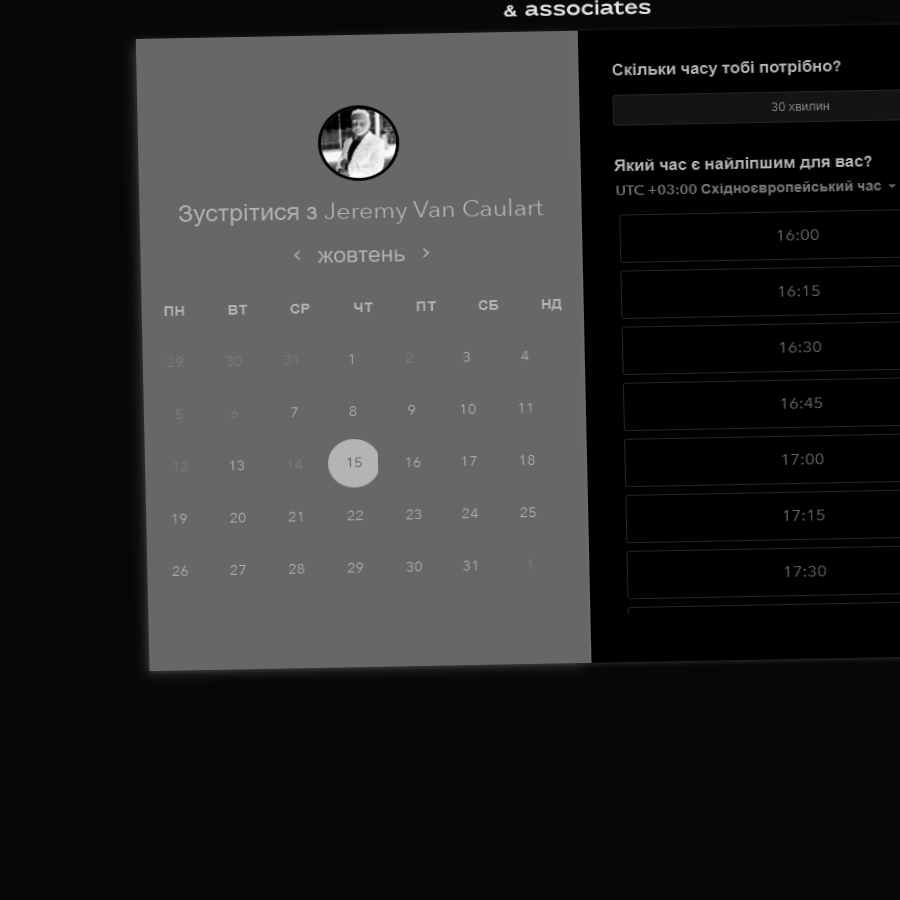 & associates
Зустрітися з Jeremy Van Caulart
жовтень
ПН ВТ СР ЧТ ПТ СБ НД
29 30 31 1 2 3 4
5 6 7 8 9 10 11
12 13 14 15 16 17 18
19 20 21 22 23 24 25
26 27 28 29 30 31 1
Скільки часу тобі потрібно?
30 хвилин
Який час є найліпшим для вас?
UTC +03:00 Східноєвропейський час
16:00
16:15
16:30
16:45
17:00
17:15
17:30